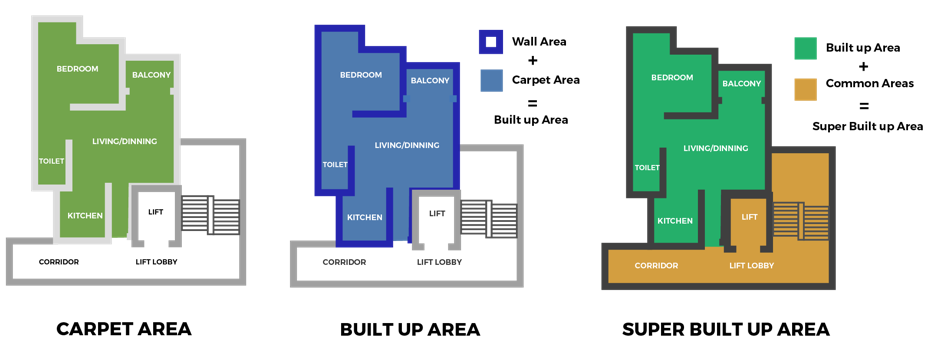 BEDROOM
BALCONY
LIVING/DINNING
TOILET
KITCHEN
LIFT
CORRIDOR
LIFT LOBBY
CARPET AREA
Wall Area
+
Carpet Area
=
Built up Area
BEDROOM
BALCONY
LIVING/DINNING
TOILET
KITCHEN
LIFT
CORRIDOR
LIFT LOBBY
BUILT UP AREA
Built up Area
+
Common Areas
=
Super Built up Area
BEDROOM
BALCONY
LIVING/DINNING
TOILET
KITCHEN
LIFT
CORRIDOR
LIFT LOBBY
SUPER BUILT UP AREA